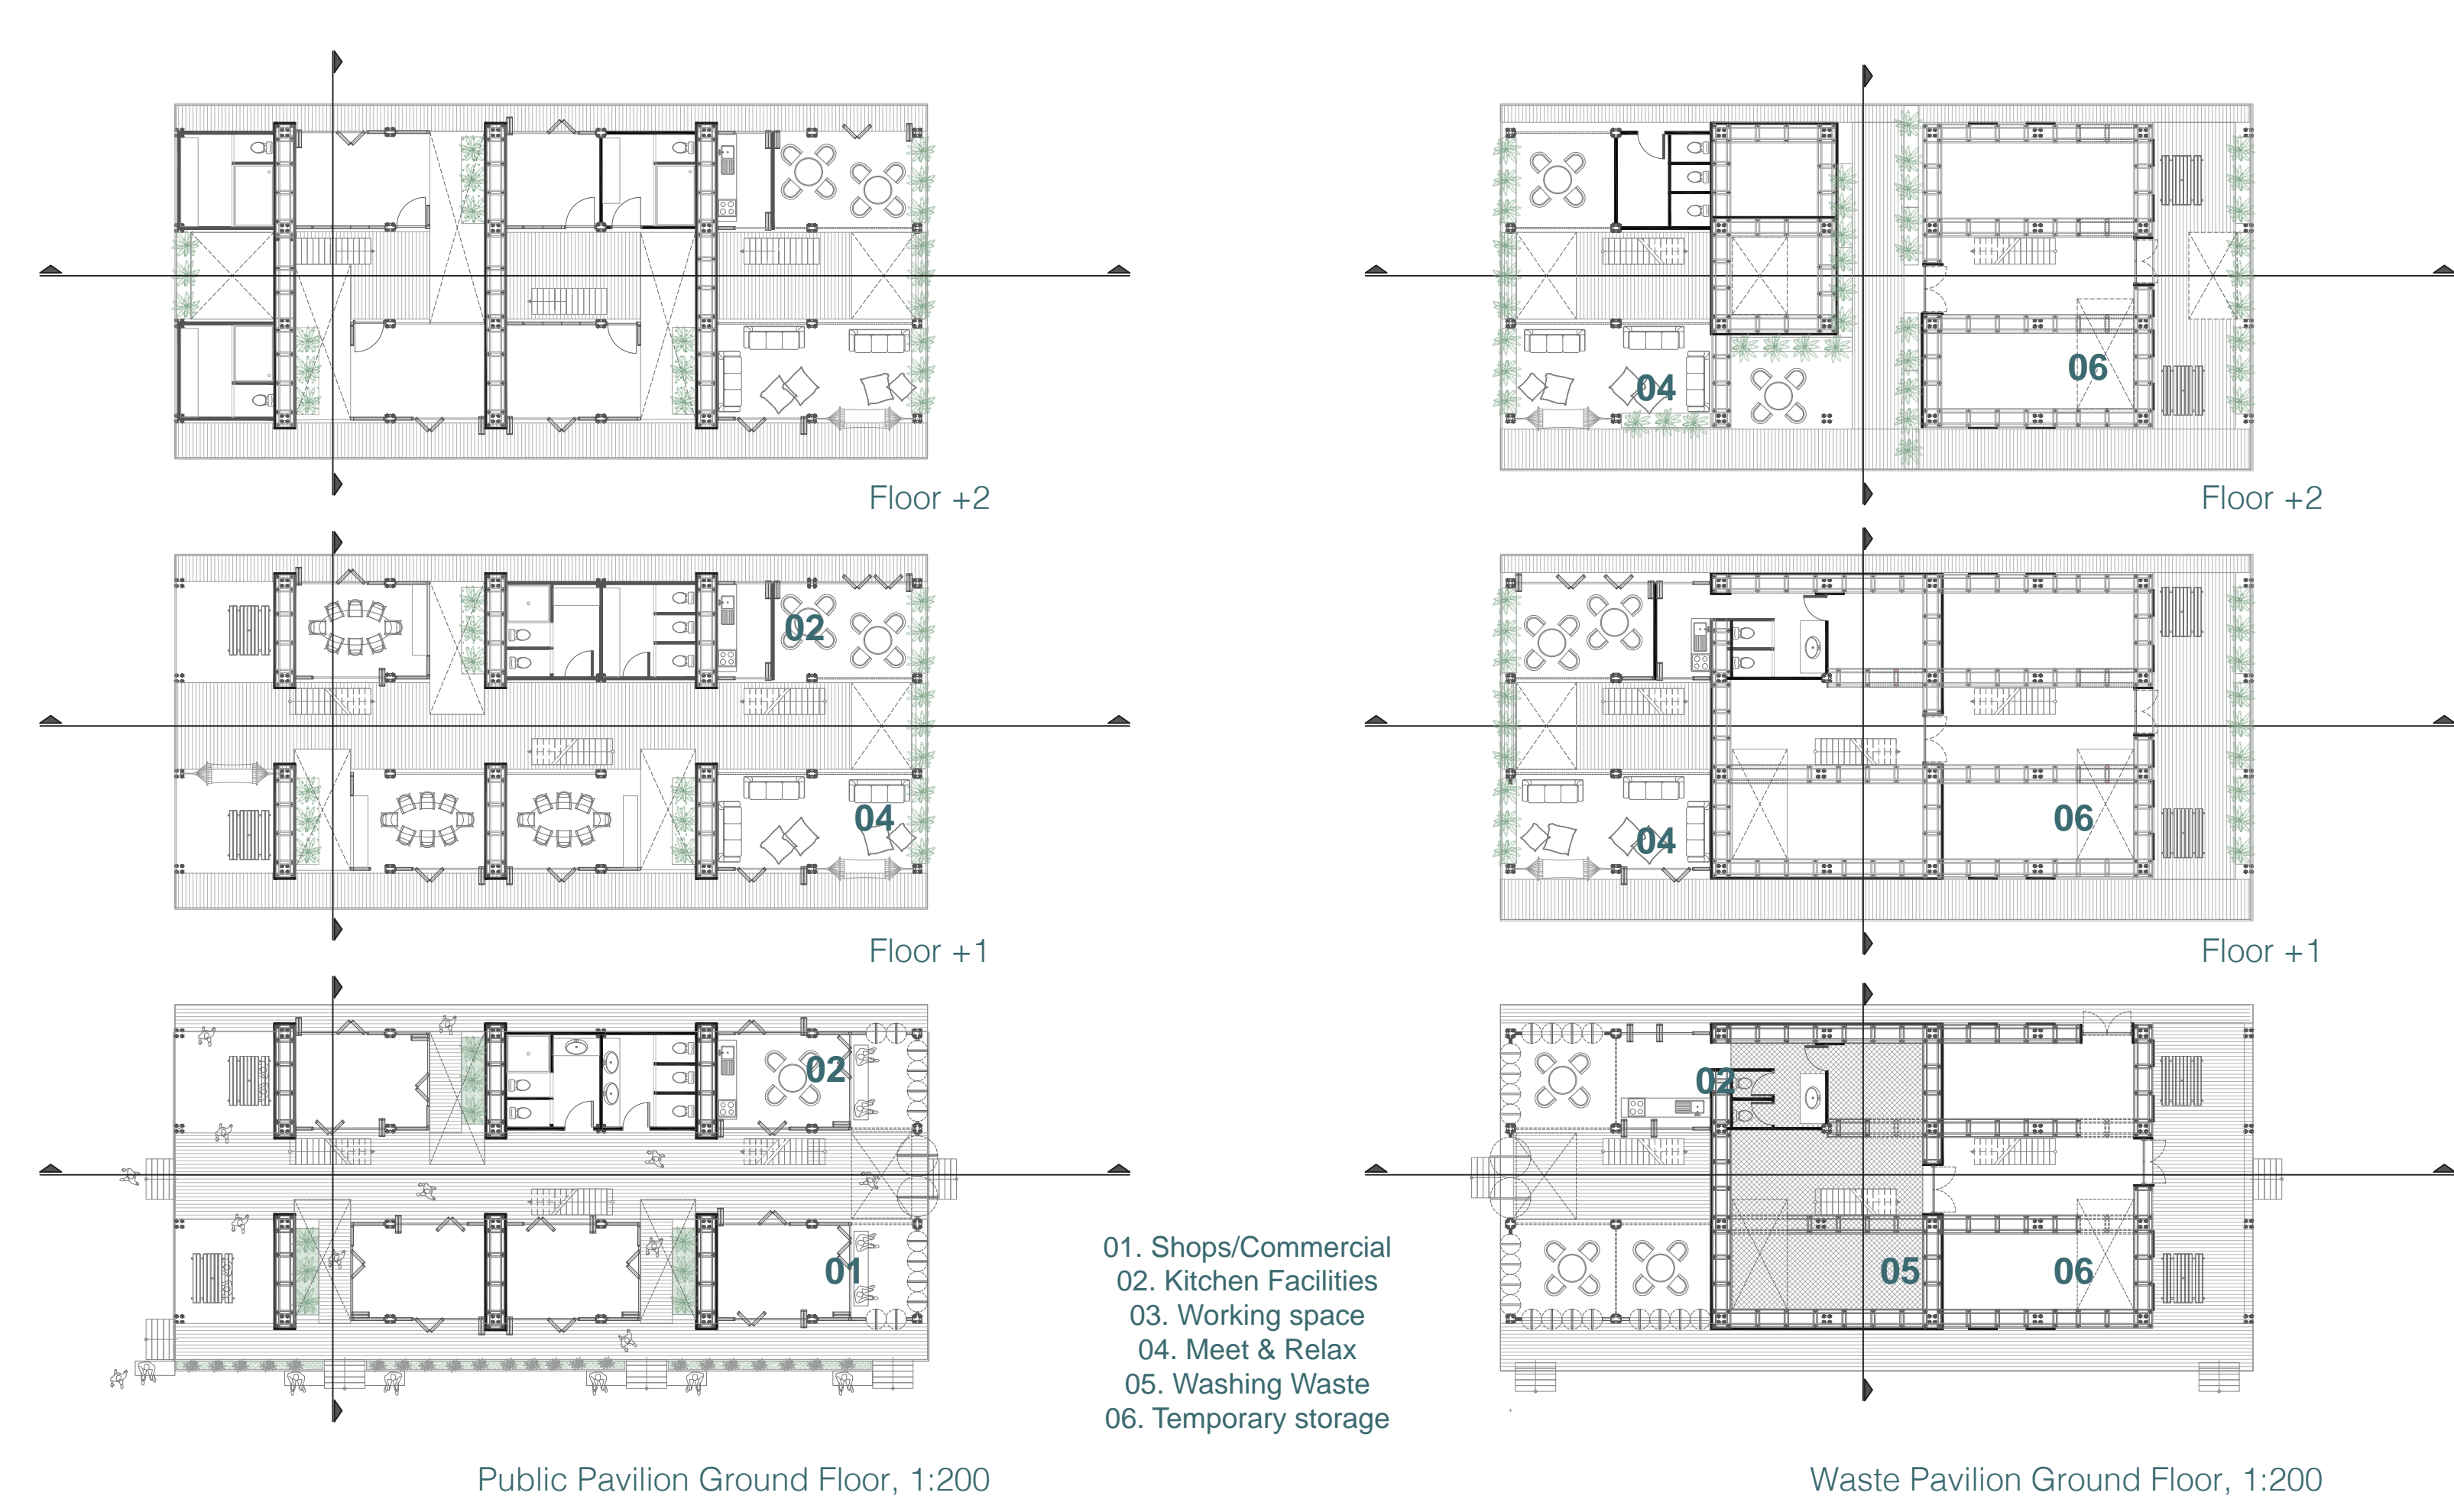 Floor +2
Floor +2
04
06
02
04
04
06
Floor +1
Floor +1
02
01
02
05
06
01. Shops/Commercial
02. Kitchen Facilities
03. Working space
04. Meet & Relax
05. Washing Waste
06. Temporary storage
Public Pavilion Ground Floor, 1:200
Waste Pavilion Ground Floor, 1:200